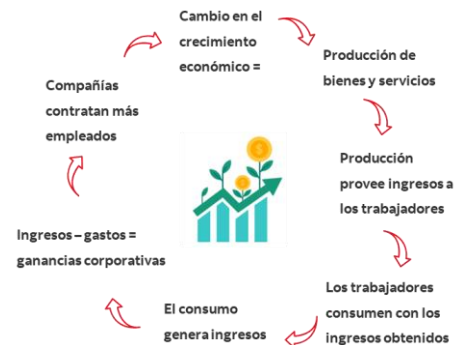 Cambio en el
crecimiento
económico =
Producción de
bienes y servicios
Producción
provee ingresos a
los trabajadores
Los trabajadores
consumen con los
ingresos obtenidos
El consumo
genera ingresos
Ingresos – gastos =
ganancias corporativas
Compañías
contratan más
empleados